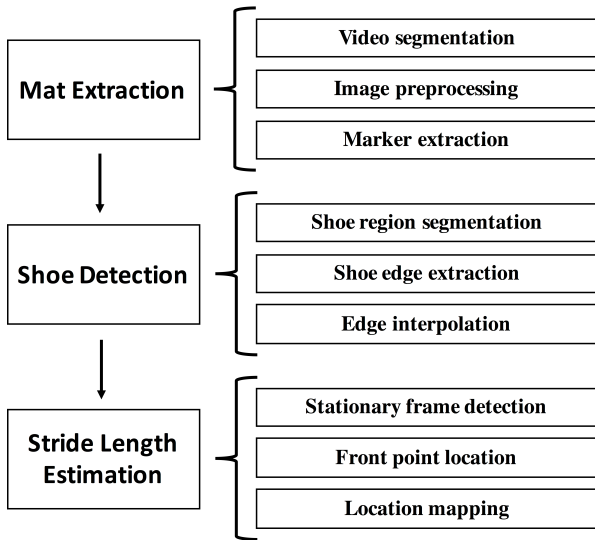 Mat Extraction
Video segmentation
Image preprocessing
Marker extraction
Shoe Detection
Shoe region segmentation
Shoe edge extraction
Edge interpolation
Stride Length
Estimation
Stationary frame detection
Front point location
Location mapping